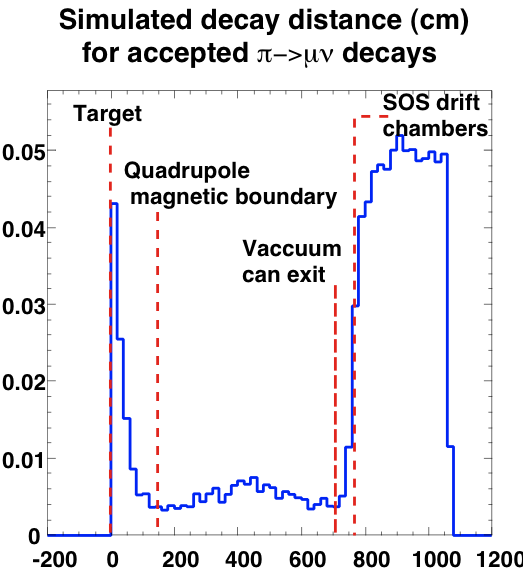 Simulated decay distance (cm)
for accepted π−>μν decays
Target
SOS drift
chambers
Quadrupole
magnetic boundary
Vaccuum
can exit
0.05
0.04
0.03
0.02
0.01
0
-200 0 200 400 600 800 1000 1200